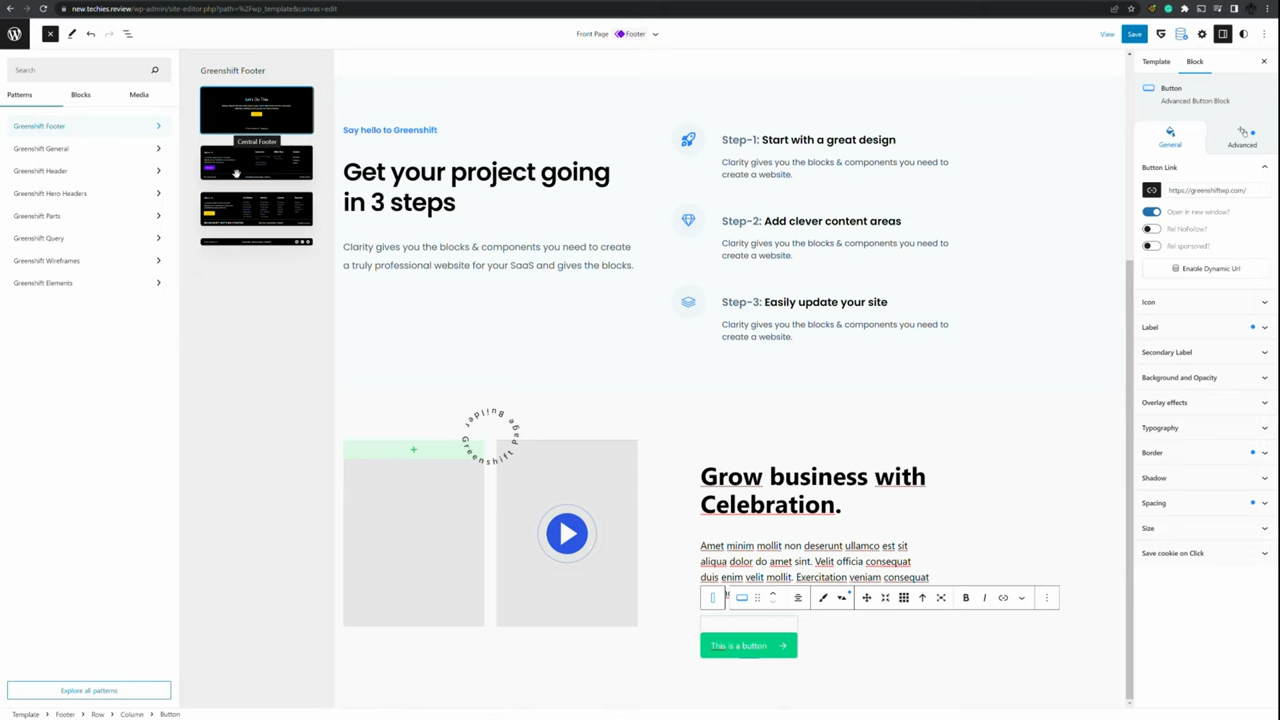 new.techies.review/wp-admin/site-editor.php?path=%2Fwp_template&canvas=edit
Front Page Footer
View
Save
Search
Patterns Blocks Media
Greenshift Footer
Greenshift General
Greenshift Header
Greenshift Hero Headers
Greenshift Parts
Greenshift Query
Greenshift Wireframes
Greenshift Elements
Explore all patterns
Greenshift Footer
Let's Do This
Central Footer
Say hello to Greenshift
Get your project going
in 3 steps
Clarity gives you the blocks & components you need to create
a truly professional website for your SaaS and gives the blocks.
Step-1: Start with a great design
Clarity gives you the blocks & components you need to
create a website.
Step-2: Add clever content areas
Clarity gives you the blocks & components you need to
create a website.
Step-3: Easily update your site
Clarity gives you the blocks & components you need to
create a website.
Greenshift Page Builder
Grow business with
Celebration.
Amet minim mollit non deserunt ullamco est sit
aliqua dolor do amet sint. Velit officia consequat
duis enim velit mollit. Exercitation veniam consequat
B I
This is a button
Template Block
Button
Advanced Button Block
General Advanced
Button Link
https://greenshiftwp.com/
Open in new window?
Rel NoFollow?
Rel sponsored?
Enable Dynamic Url
Icon
Label
Secondary Label
Background and Opacity
Overlay effects
Typography
Border
Shadow
Spacing
Size
Save cookie on Click
Template > Footer > Row > Column > Button